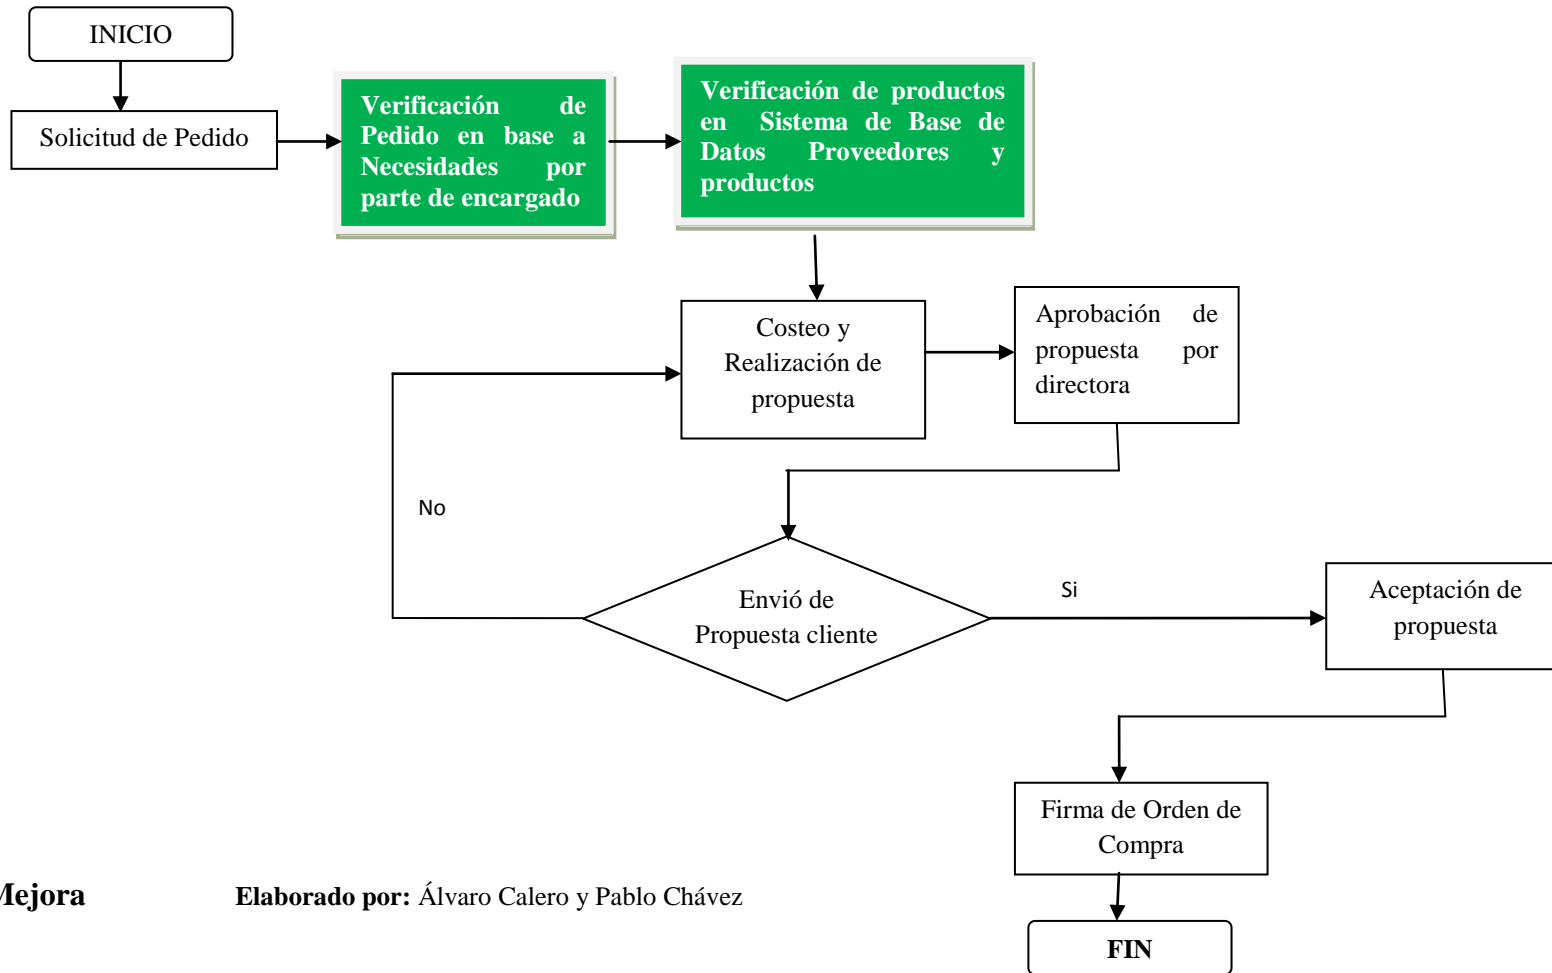 INICIO
Solicitud de Pedido
Verificación de
Pedido en base a
Necesidades por
parte de encargado
Verificación de productos
en Sistema de Base de
Datos Proveedores y
productos
Costeo y
Realización de
propuesta
Aprobación de
propuesta por
directora
No
Envió de
Propuesta cliente
Si
Aceptación de
propuesta
Firma de Orden de
Compra
Mejora
Elaborado por: Álvaro Calero y Pablo Chávez
FIN